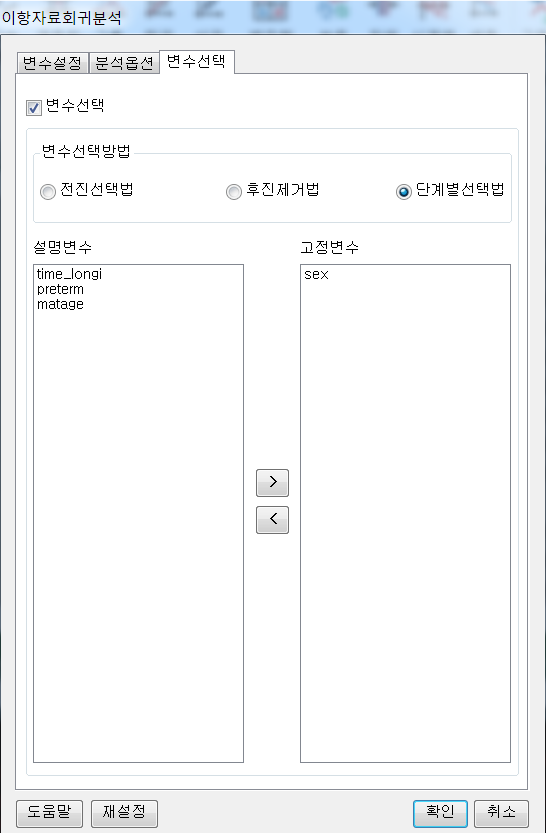 이항자료회귀분석
변수설정 분석옵션 변수선택
변수선택
변수선택방법
전진선택법 후진제거법 단계별선택법
설명변수 고정변수
time_longi sex
preterm
matage
>
<
도움말 재설정 확인 취소